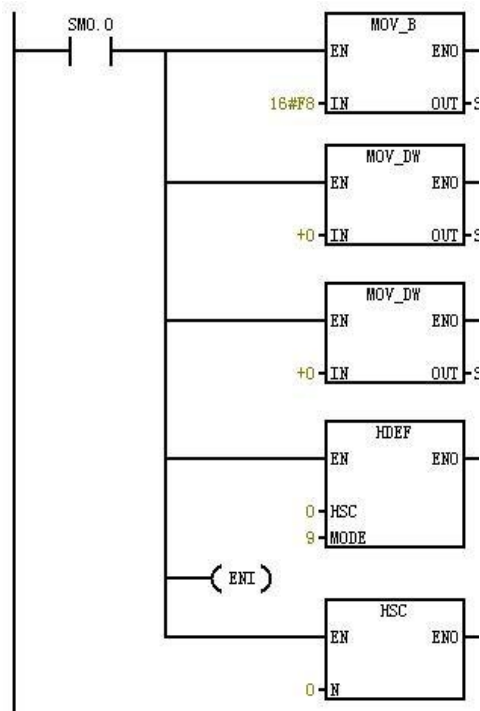 SM0.0
MOV_B
EN ENO
16#F8 IN OUT S
MOV_DW
EN ENO
+0 IN OUT S
MOV_DW
EN ENO
+0 IN OUT S
HDEF
EN ENO
0 HSC
9 MODE
ENI
HSC
EN ENO
0 N